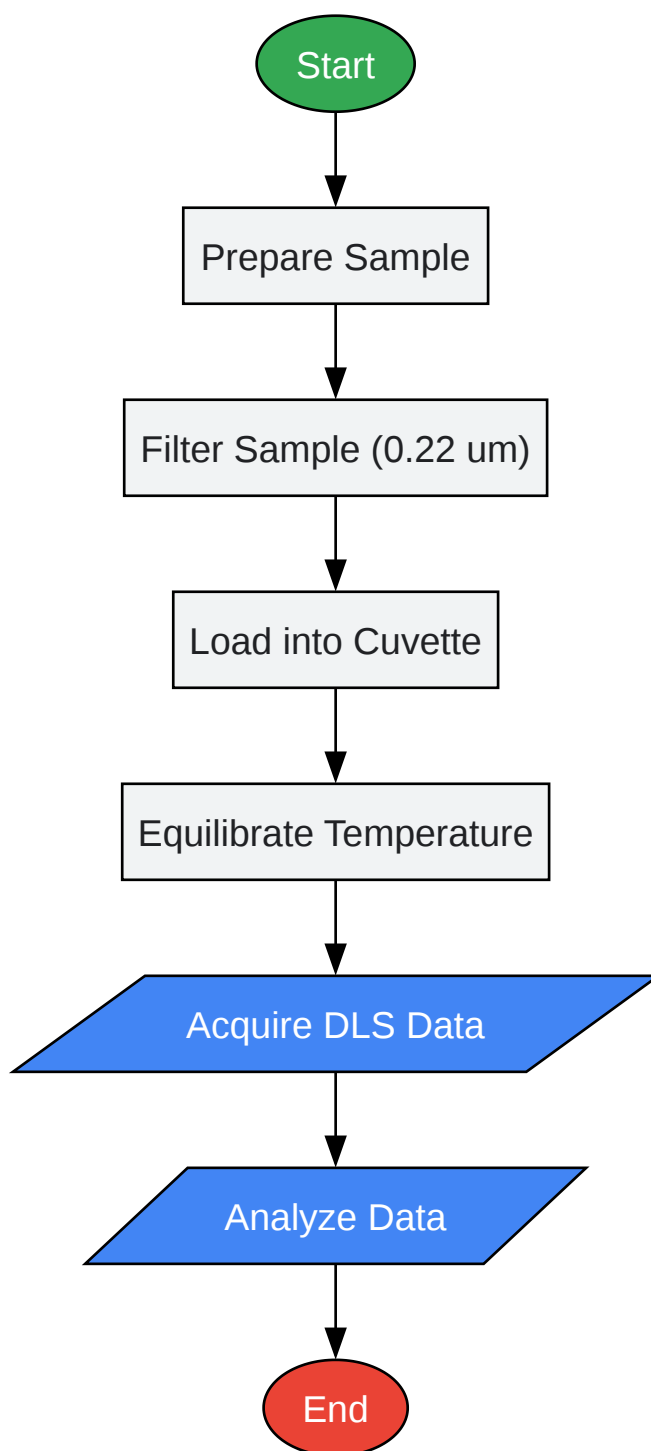 Start
Prepare Sample
Filter Sample (0.22 um)
Load into Cuvette
Equilibrate Temperature
Acquire DLS Data
Analyze Data
End